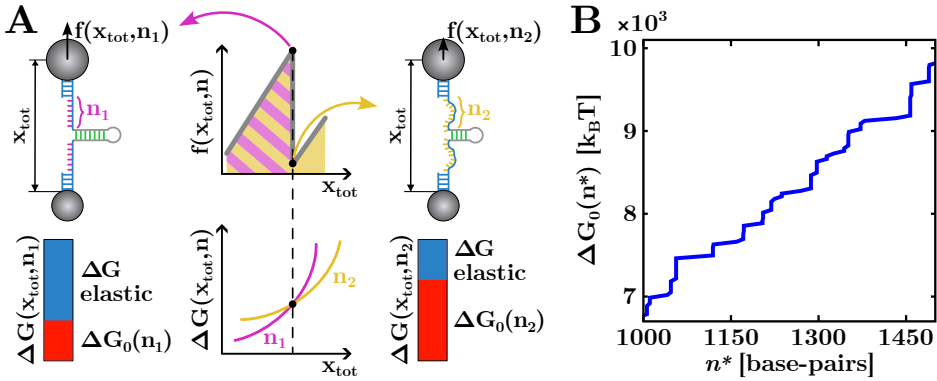 A
f(x_tot,n_1)
x_tot
n_1
ΔG(x_tot,n_1)
ΔG
elastic
ΔG_0(n_1)
f(x_tot,n)
x_tot
ΔG(x_tot,n)
n_2
n_1
x_tot
f(x_tot,n_2)
x_tot
n_2
ΔG(x_tot,n_2)
ΔG
elastic
ΔG_0(n_2)
B
×10^3
ΔG_0(n*) [k_BT]
10
9
8
7
1000
1150
1300
1450
n* [base-pairs]